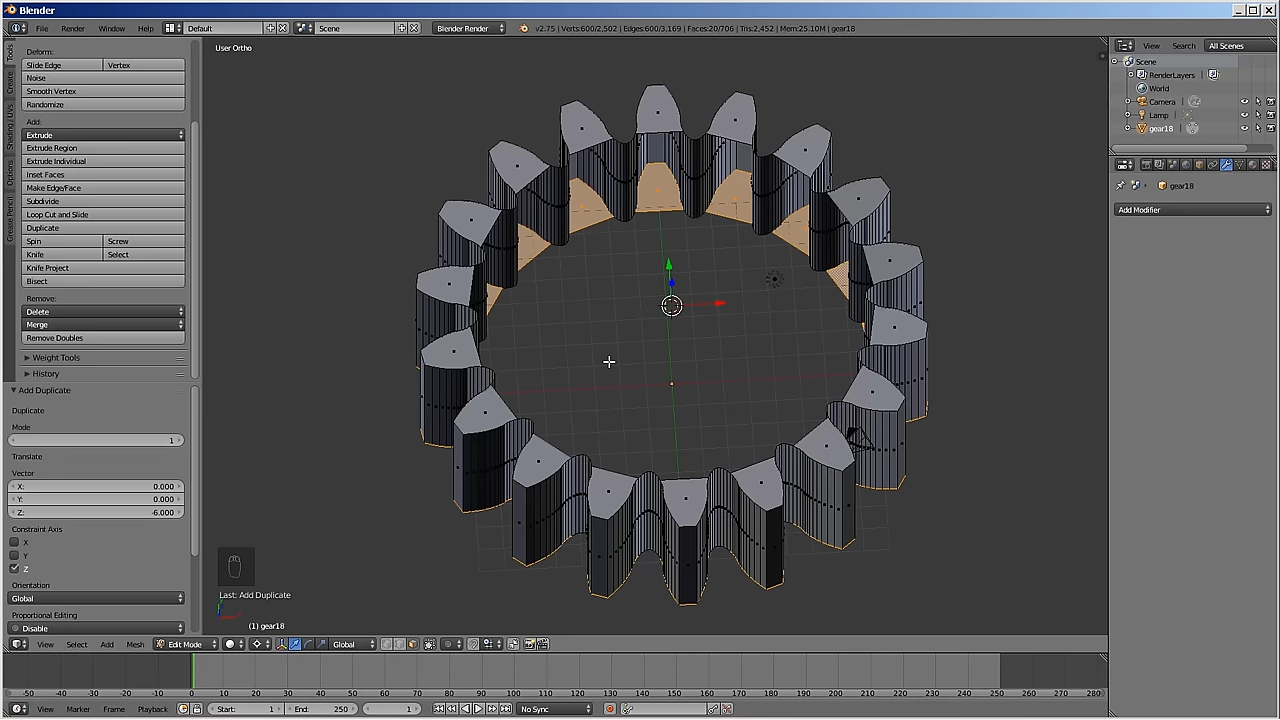 Blender
File Render Window Help Default Scene Blender Render v2.75 | Verts:600/2,502 | Edges:600/3,169 | Faces:20/706 | Tris:2,452 | Mem:25.10M | gear18
View Search All Scenes
Tools
Create
Shading / UVs
Options
Grease Pencil
Deform:
Slide Edge Vertex
Noise
Smooth Vertex
Randomize
Add:
Extrude
Extrude Region
Extrude Individual
Inset Faces
Make Edge/Face
Subdivide
Loop Cut and Slide
Duplicate
Spin Screw
Knife Select
Knife Project
Bisect
Remove:
Delete
Merge
Remove Doubles
Weight Tools
History
Add Duplicate
Duplicate
Mode
1
Translate
Vector
X: 0.000
Y: 0.000
Z: -6.000
Constraint Axis
X
Y
Z
Orientation
Global
Proportional Editing
Disable
User Ortho
Last: Add Duplicate
(1) gear18
Scene
RenderLayers
World
Camera
Lamp
gear18
gear18
Add Modifier
View Select Add Mesh Edit Mode Global
-50 -40 -30 -20 -10 0 10 20 30 40 50 60 70 80 90 100 110 120 130 140 150 160 170 180 190 200 210 220 230 240 250 260 270 280
View Marker Frame Playback Start: 1 End: 250 1 No Sync